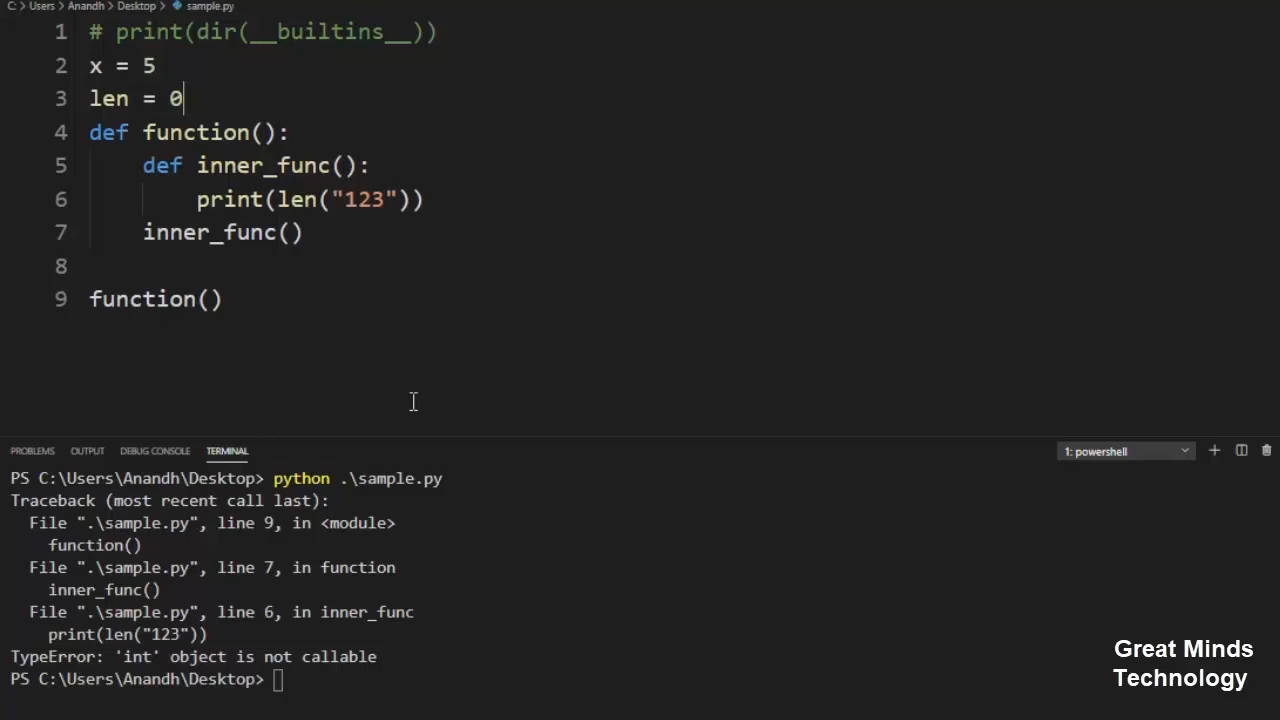 C: > Users > Anandh > Desktop > sample.py
1 # print(dir(__builtins__))
2 x = 5
3 len = 0
4 def function():
5     def inner_func():
6         print(len("123"))
7     inner_func()
8
9 function()
PROBLEMS OUTPUT DEBUG CONSOLE TERMINAL 1: powershell
PS C:\Users\Anandh\Desktop> python .\sample.py
Traceback (most recent call last):
  File ".\sample.py", line 9, in <module>
    function()
  File ".\sample.py", line 7, in function
    inner_func()
  File ".\sample.py", line 6, in inner_func
    print(len("123"))
TypeError: 'int' object is not callable
PS C:\Users\Anandh\Desktop>
Great Minds
Technology